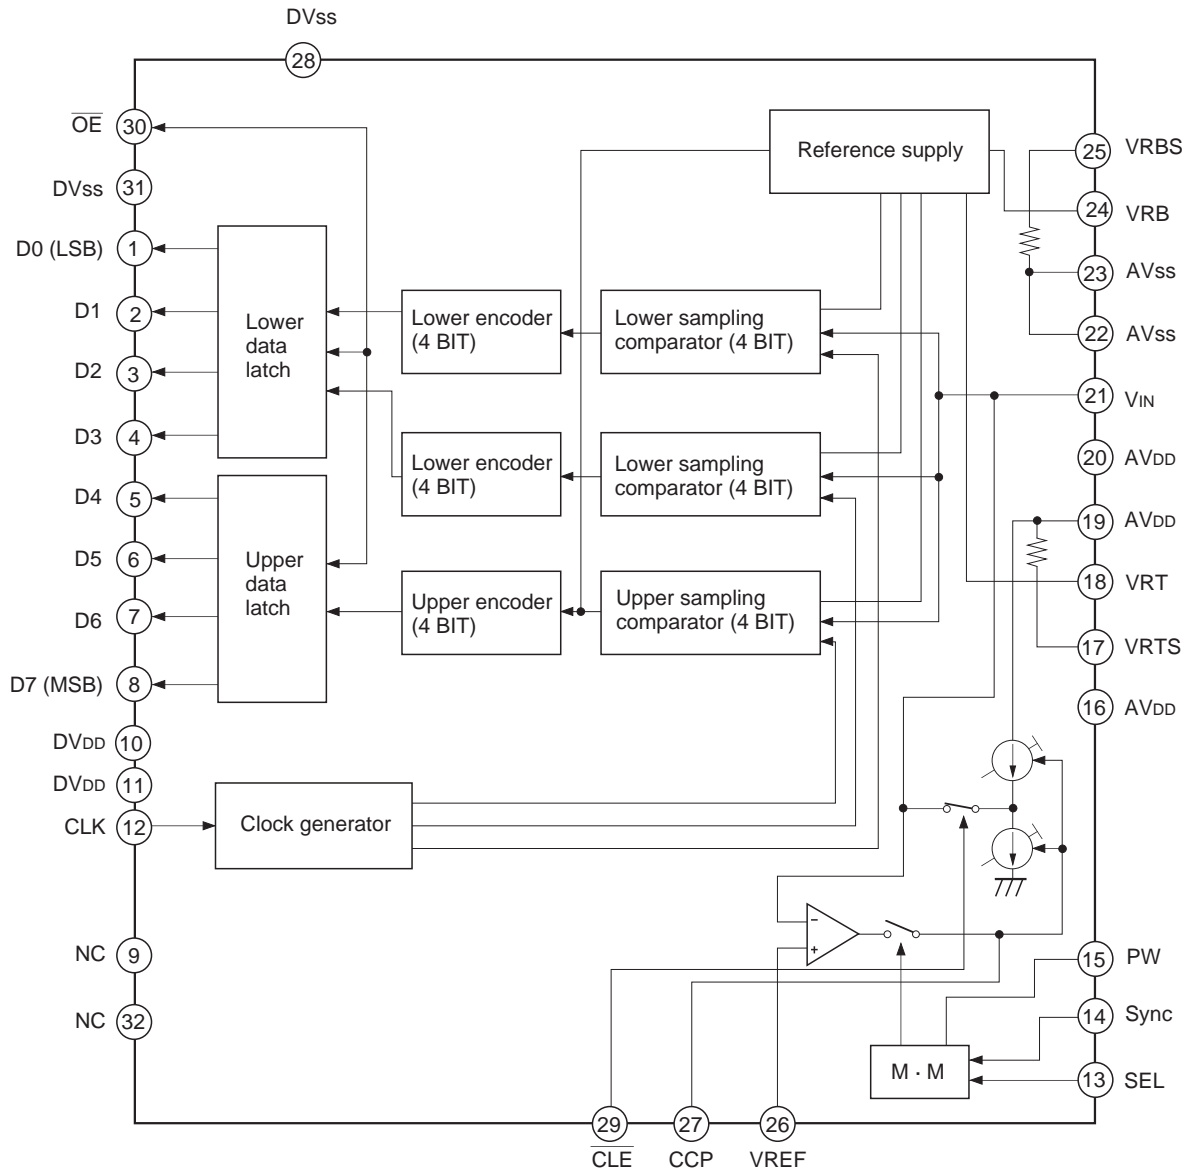 DVss
28
OE
30
DVss
31
D0 (LSB)
1
D1
2
D2
3
D3
4
D4
5
D5
6
D6
7
D7 (MSB)
8
DVDD
10
DVDD
11
CLK
12
NC
9
NC
32
Lower
data
latch
Upper
data
latch
Lower encoder
(4 BIT)
Lower encoder
(4 BIT)
Upper encoder
(4 BIT)
Lower sampling
comparator (4 BIT)
Lower sampling
comparator (4 BIT)
Upper sampling
comparator (4 BIT)
Reference supply
Clock generator
−
+
M · M
25
VRBS
24
VRB
23
AVss
22
AVss
21
VIN
20
AVDD
19
AVDD
18
VRT
17
VRTS
16
AVDD
15
PW
14
Sync
13
SEL
29
CLE
27
CCP
26
VREF